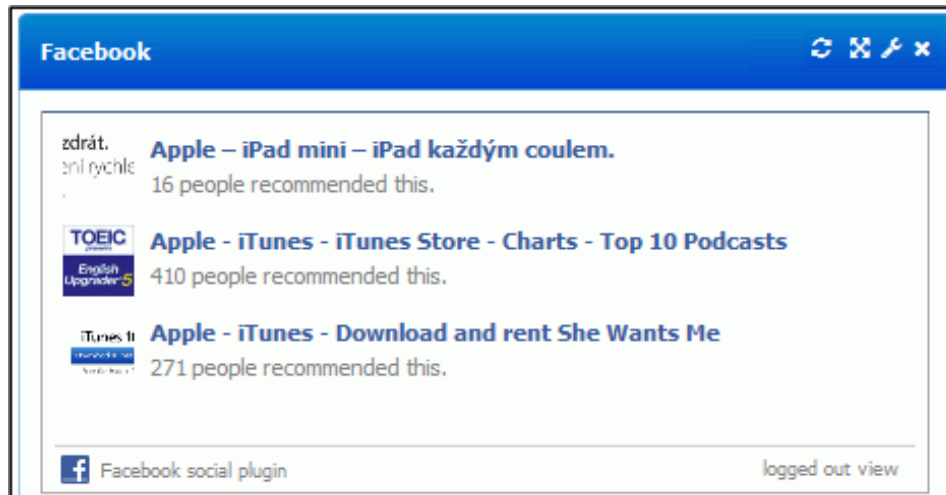 Facebook
zdrát.
ení rychle
Apple – iPad mini – iPad každým coulem.
16 people recommended this.
TOEIC
English
Upgrader 5
Apple - iTunes - iTunes Store - Charts - Top 10 Podcasts
410 people recommended this.
iTunes
Apple - iTunes - Download and rent She Wants Me
271 people recommended this.
Facebook social plugin
logged out view